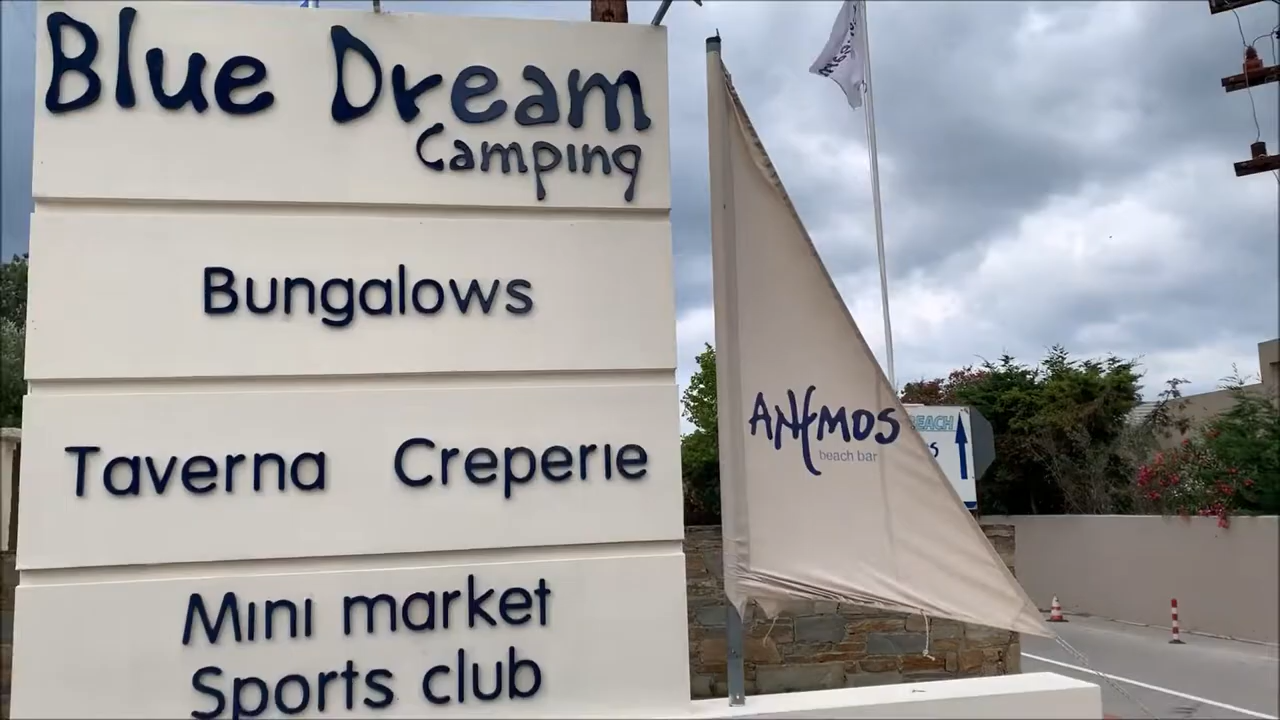 Blue Dream
Camping
Bungalows
Taverna Creperie
Mini market
Sports club
ANEMOS
beach bar
BEACH